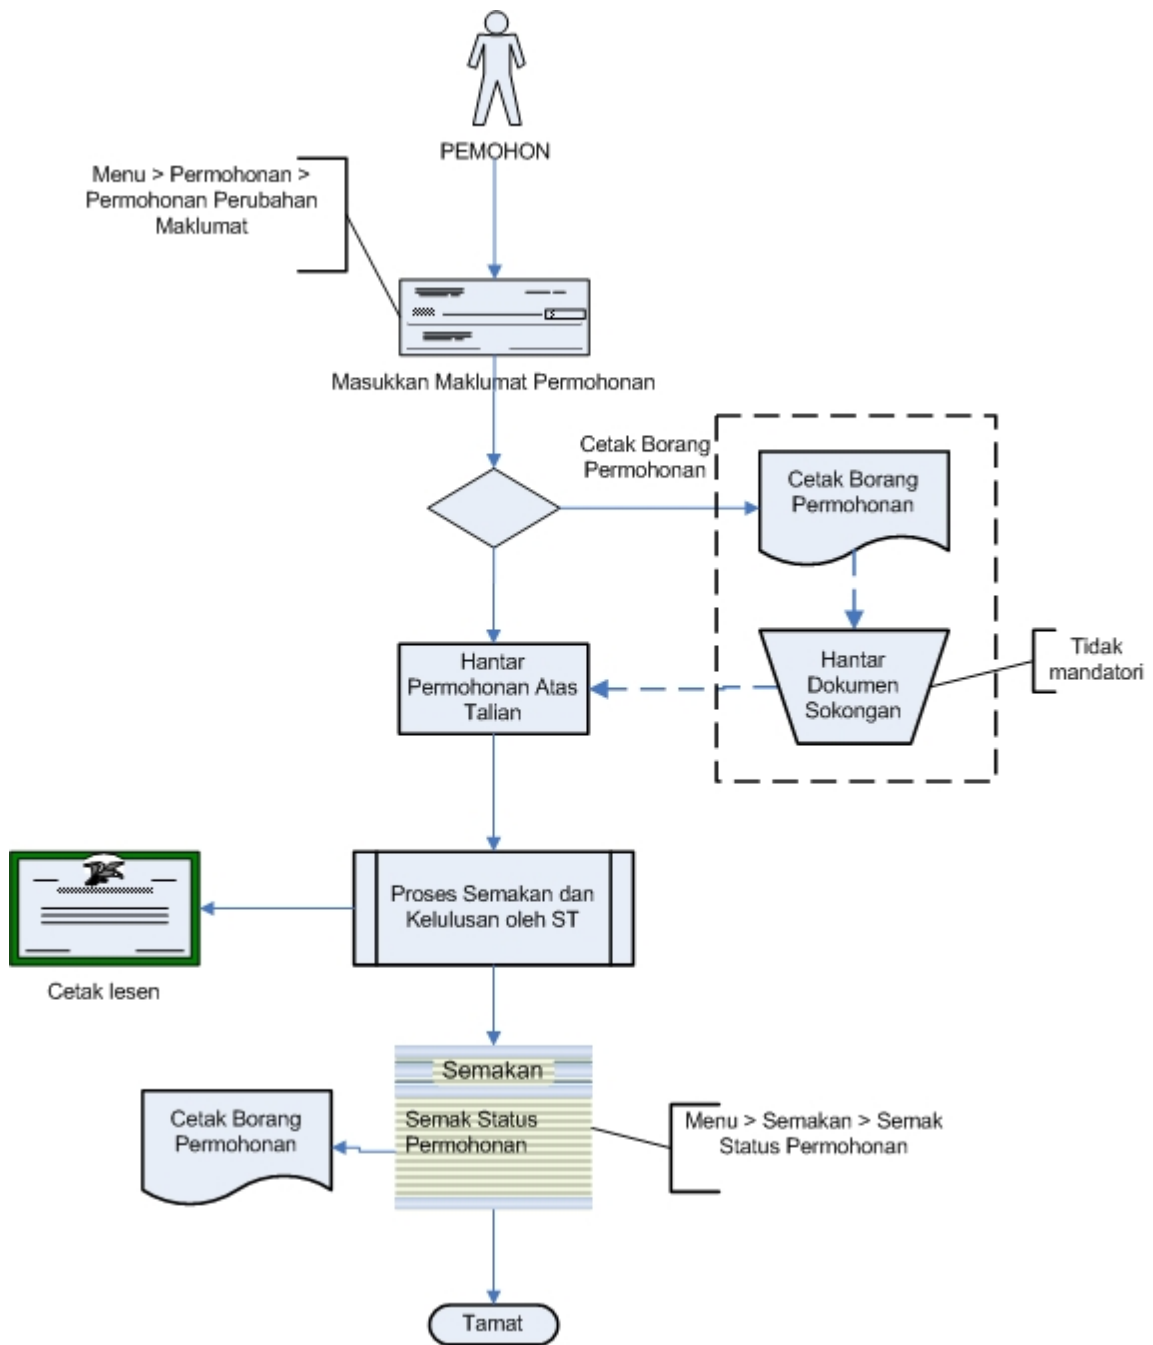 PEMOHON
Menu > Permohonan >
Permohonan Perubahan
Maklumat
Masukkan Maklumat Permohonan
Cetak Borang
Permohonan
Cetak Borang
Permohonan
Hantar
Permohonan Atas
Talian
Hantar
Dokumen
Sokongan
Tidak
mandatori
Proses Semakan dan
Kelulusan oleh ST
Cetak lesen
Semakan
Semak Status
Permohonan
Cetak Borang
Permohonan
Menu > Semakan > Semak
Status Permohonan
Tamat